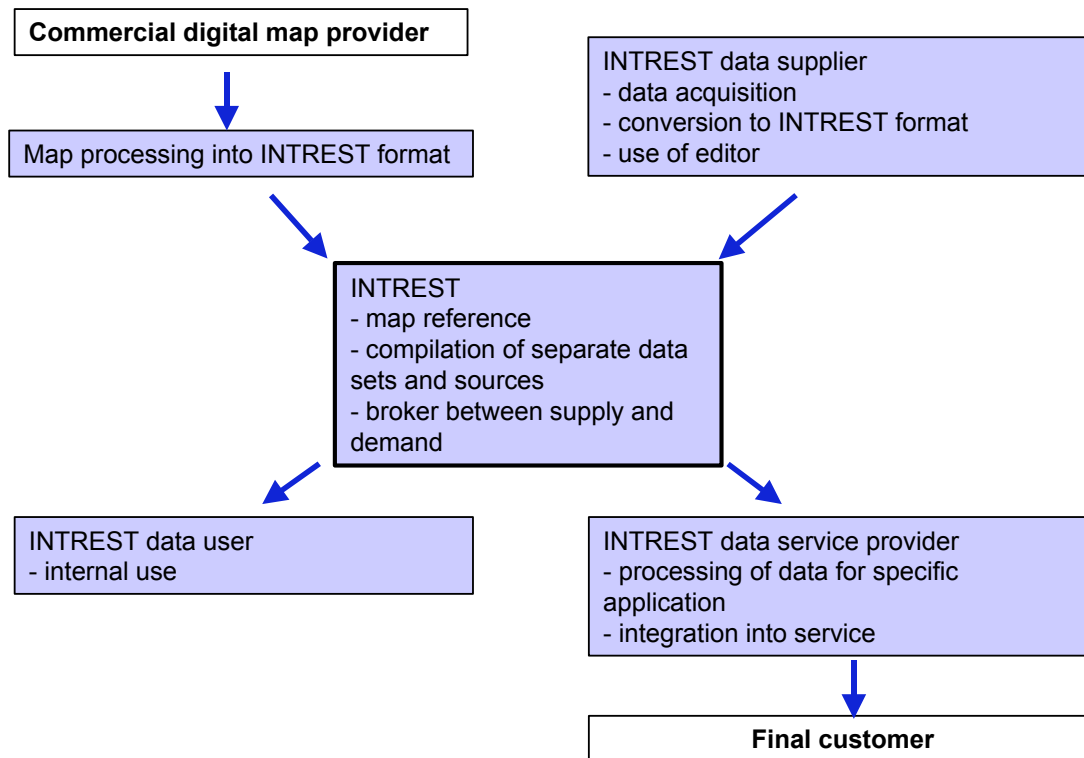 Commercial digital map provider
INTREST data supplier
- data acquisition
- conversion to INTREST format
- use of editor
Map processing into INTREST format
INTREST
- map reference
- compilation of separate data
sets and sources
- broker between supply and
demand
INTREST data user
- internal use
INTREST data service provider
- processing of data for specific
application
- integration into service
Final customer